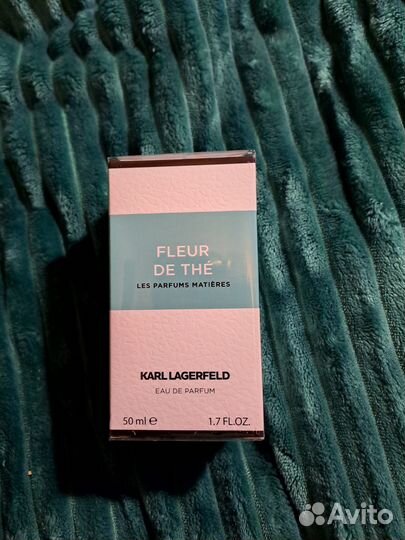 FLEUR
DE THÉ
LES PARFUMS MATIÈRES
KARL LAGERFELD
EAU DE PARFUM
50 ml ℮ 1.7 FL.OZ.
Avito